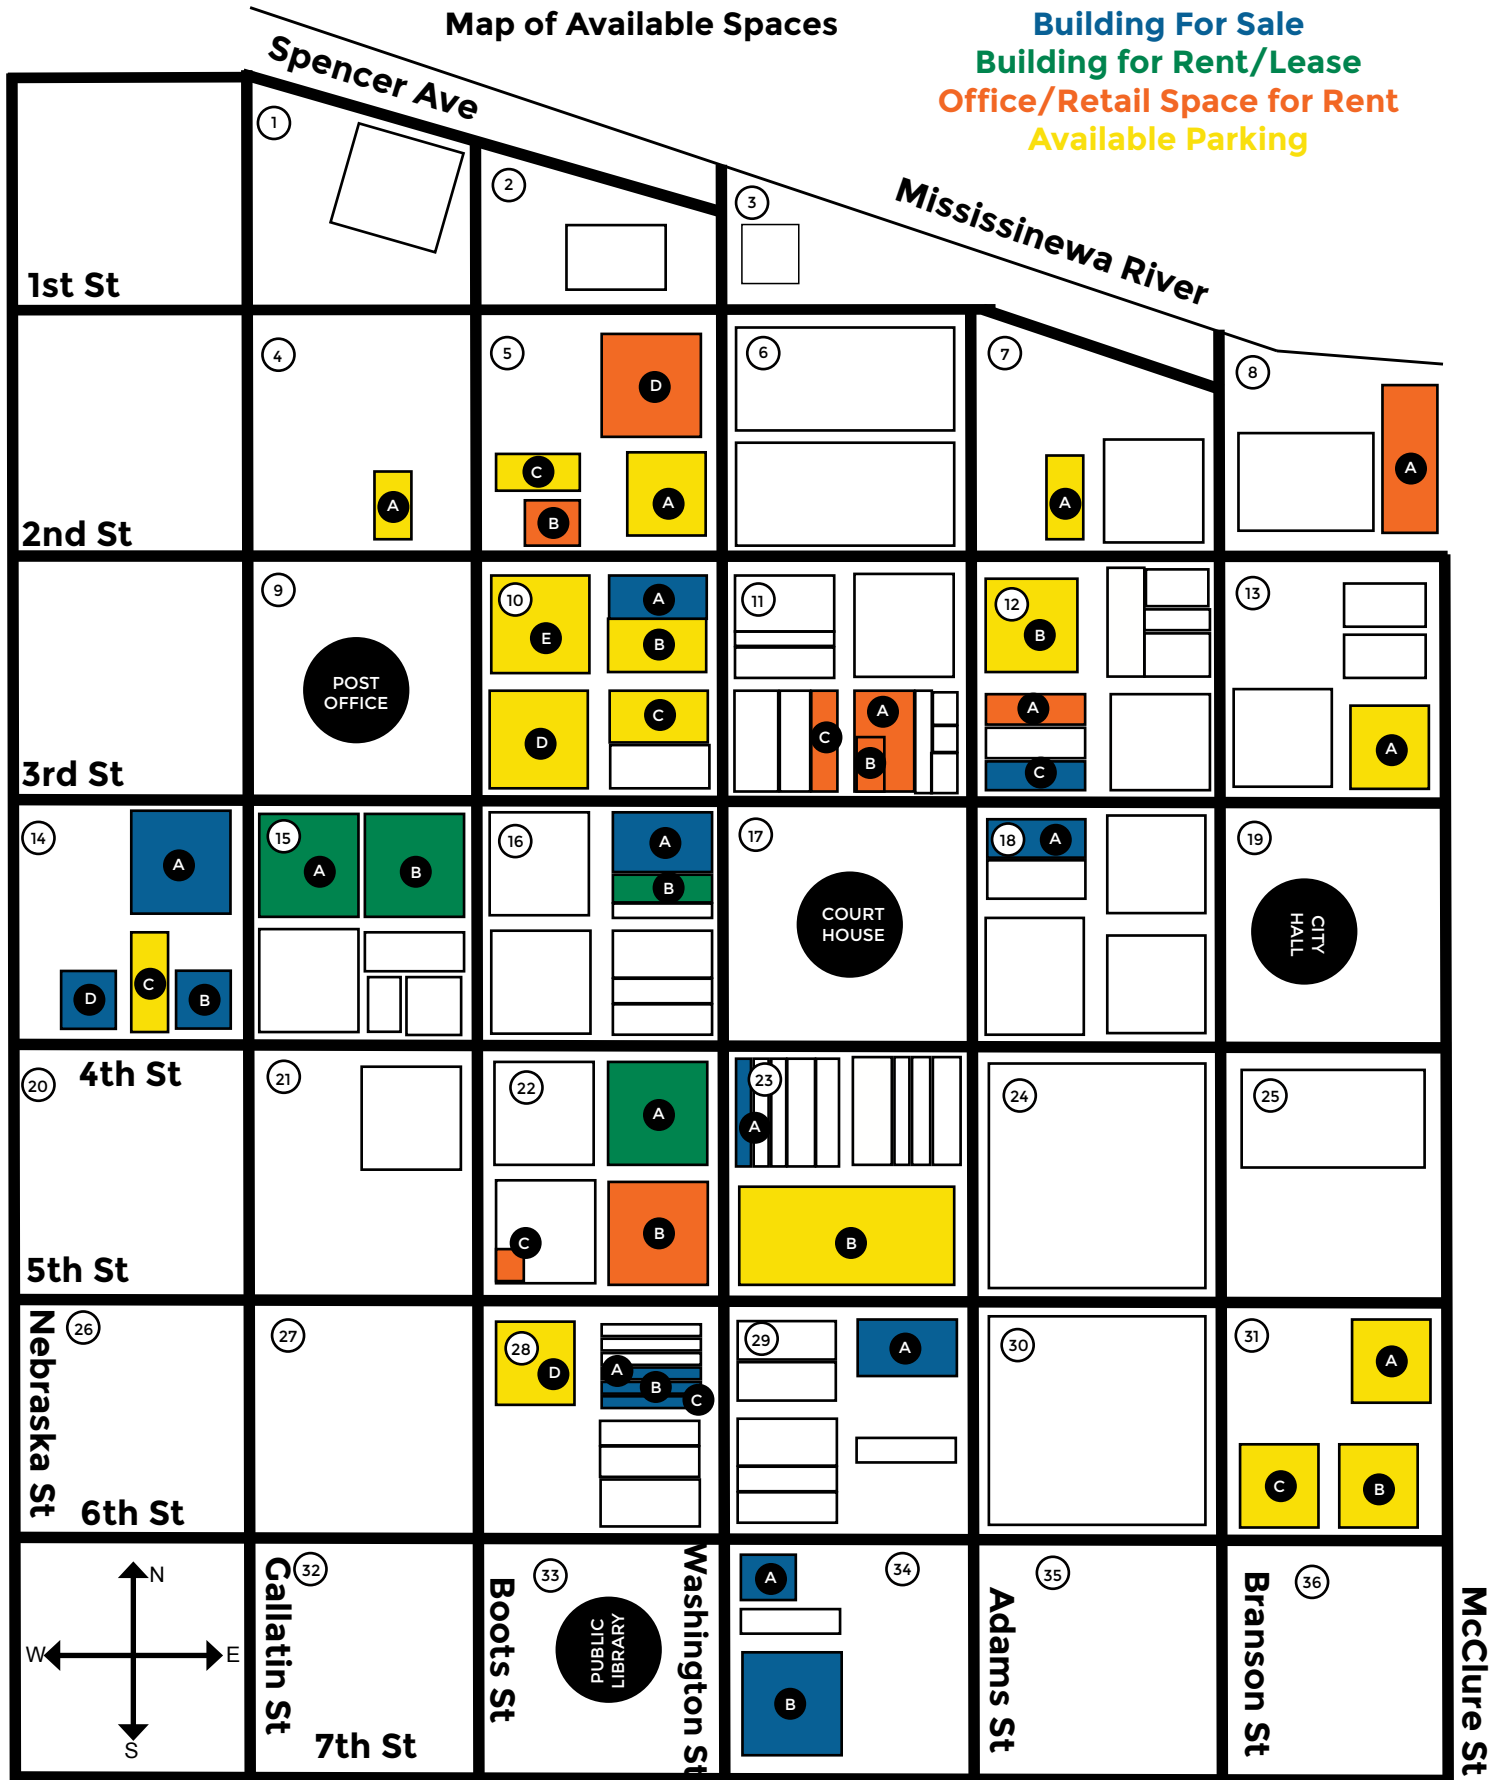 Map of Available Spaces
Building For Sale
Building for Rent/Lease
Office/Retail Space for Rent
Available Parking
Spencer Ave
Mississinewa River
1
2
3
1st St
4
A
5
D
C
B
A
6
7
A
8
A
2nd St
9
POST
OFFICE
10
E
A
B
D
C
11
C
A
B
12
B
A
C
13
A
3rd St
14
A
D
C
B
15
A
B
16
A
B
17
COURT
HOUSE
18
A
19
CITY
HALL
20
4th St
21
22
A
B
C
23
A
B
24
25
5th St
Nebraska St
26
27
28
D
A
B
C
29
A
30
31
A
C
B
6th St
N
W
E
S
Gallatin St
32
7th St
Boots St
33
PUBLIC
LIBRARY
Washington St
A
34
B
Adams St
35
Branson St
36
McClure St